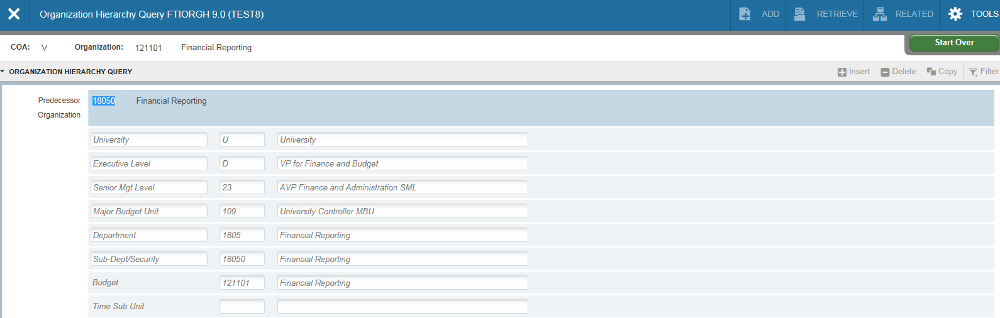 Organization Hierarchy Query FTIORGH 9.0 (TEST8) ADD RETRIEVE RELATED TOOLS
COA: V Organization: 121101 Financial Reporting Start Over
ORGANIZATION HIERARCHY QUERY Insert Delete Copy Filter
Predecessor 18050 Financial Reporting
Organization
University U University
Executive Level D VP for Finance and Budget
Senior Mgt Level 23 AVP Finance and Administration SML
Major Budget Unit 109 University Controller MBU
Department 1805 Financial Reporting
Sub-Dept/Security 18050 Financial Reporting
Budget 121101 Financial Reporting
Time Sub Unit